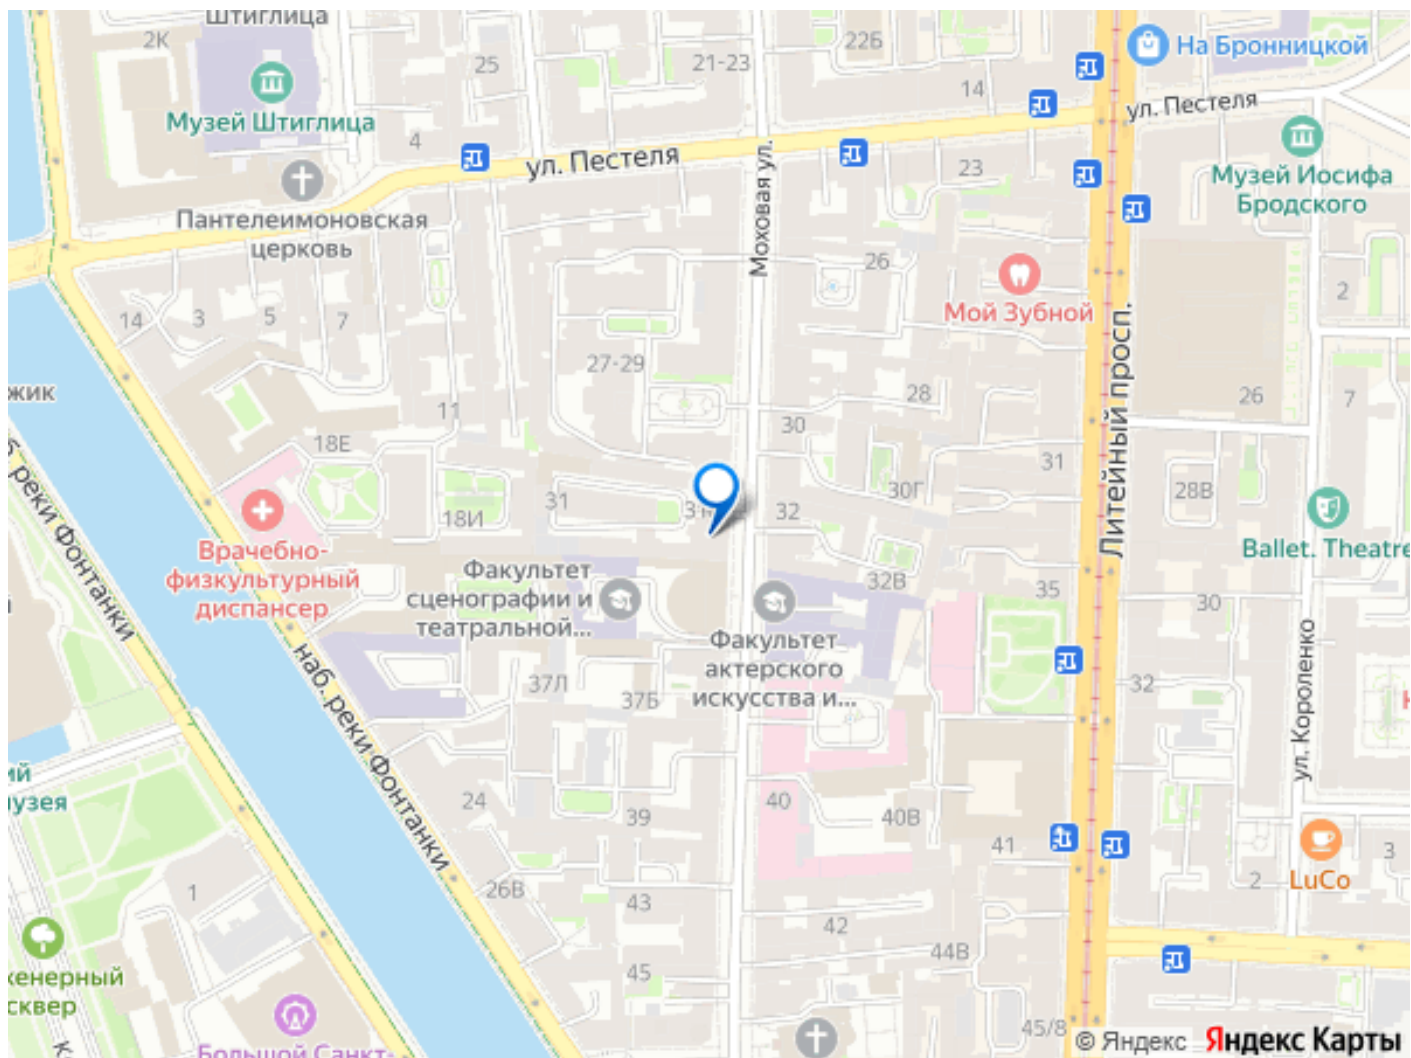 Штиглица
2К
25
21-23
22Б
На Бронницкой
Музей Штиглица
4
14
ул. Пестеля
ул. Пестеля
Моховая ул.
23
Музей Иосифа
Бродского
Пантелеимоновская
церковь
26
Мой Зубной
2
14
3
5
7
27-29
Литейный просп.
жик
11
28
26
7
18Е
30
31
30Г
28В
31
18И
32
Врачебно-
физкультурный
диспансер
Факультет
сценографии и
театральной...
32В
35
Ballet. Theatre
30
наб. реки Фонтанки
Факультет
актерского
искусства и...
37Л
37Б
32
ул. Короленко
наб. реки Фонтанки
ий
узея
24
39
40
40В
41
2
3
LuCo
1
26В
43
42
44В
женерный
сквер
45
45/8
Большой Санкт-
© Яндекс
Яндекс Карты